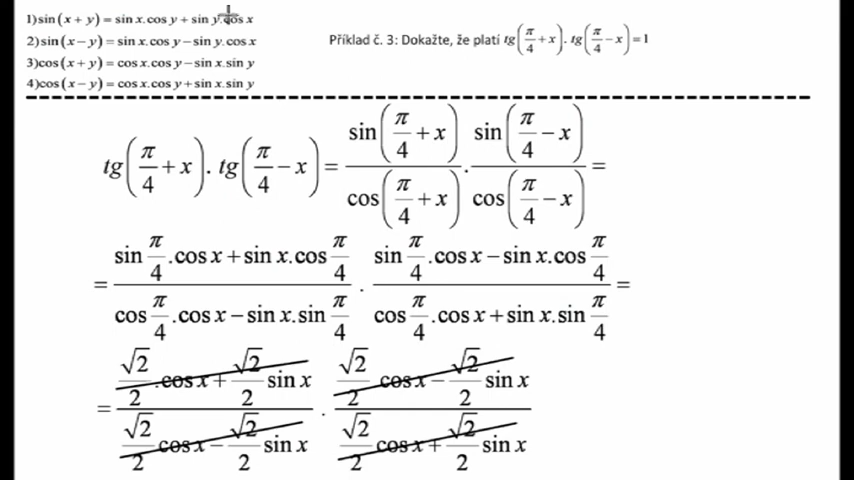 1)sin(x + y) = sin x.cos y + sin y.cos x
2)sin(x − y) = sin x.cos y − sin y.cos x
3)cos(x + y) = cos x.cos y − sin x.sin y
4)cos(x − y) = cos x.cos y + sin x.sin y
Příklad č. 3: Dokažte, že platí tg(π/4 + x). tg(π/4 − x) = 1
tg(π/4 + x). tg(π/4 − x) = sin(π/4 + x)/cos(π/4 + x) . sin(π/4 − x)/cos(π/4 − x) =
= (sin π/4 .cos x + sin x.cos π/4)/(cos π/4 .cos x − sin x.sin π/4) . (sin π/4 .cos x − sin x.cos π/4)/(cos π/4 .cos x + sin x.sin π/4) =
= (√2/2 .cos x + √2/2 sin x)/(√2/2 cos x − √2/2 sin x) . (√2/2 cos x − √2/2 sin x)/(√2/2 cos x + √2/2 sin x)